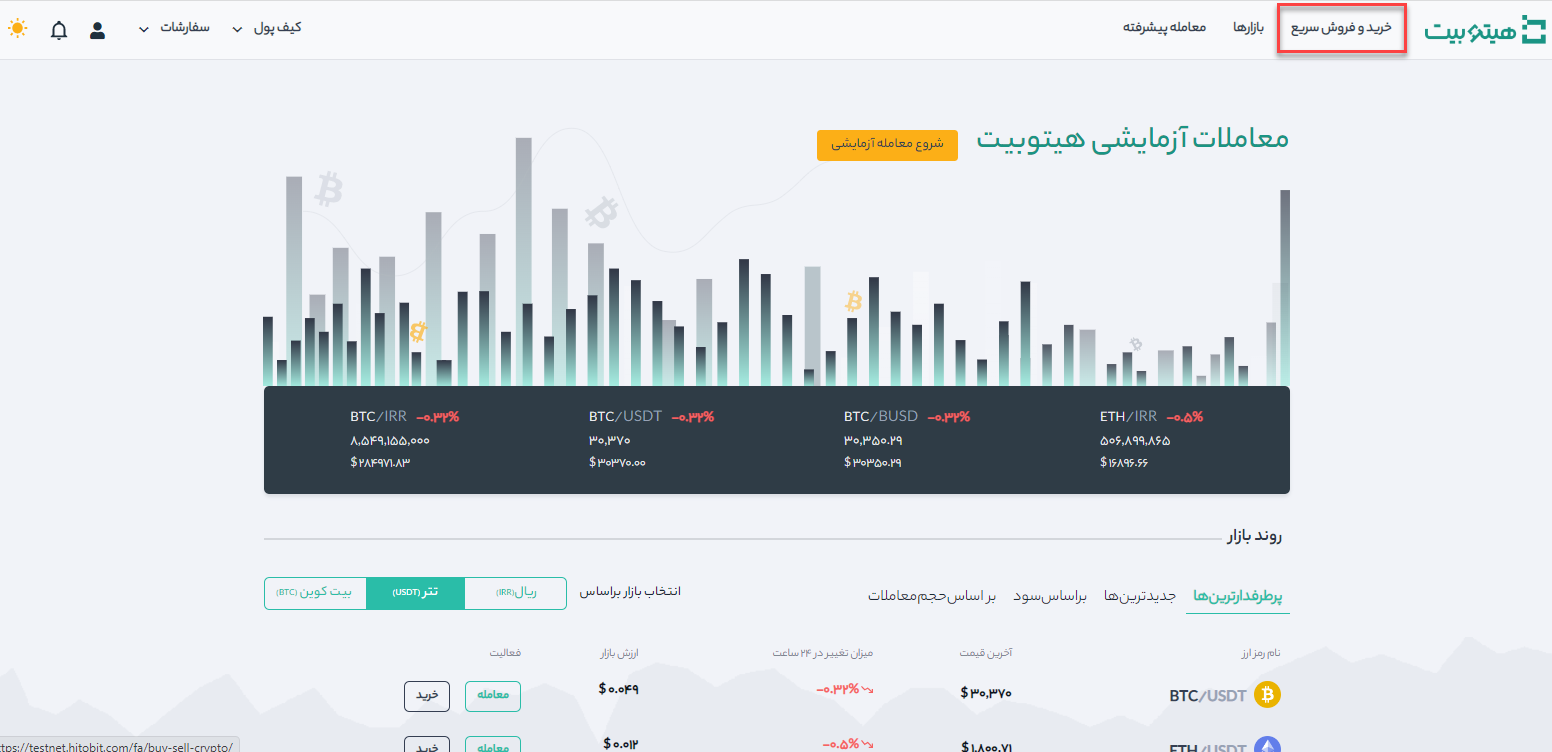 هیتوبیت
خرید و فروش سریع
بازارها
معامله پیشرفته
کیف پول
سفارشات
معاملات آزمایشی هیتوبیت
شروع معامله آزمایشی
BTC/IRR -۰.۳۲%
۸,۵۴۹,۱۵۵,۰۰۰
$ ۲۸۴۹۷۱.۸۳
BTC/USDT -۰.۳۲%
۳۰,۳۷۰
$ ۳۰۳۷۰.۰۰
BTC/BUSD -۰.۳۲%
۳۰,۳۵۰.۲۹
$ ۳۰۳۵۰.۲۹
ETH/IRR -۰.۵%
۵۰۶,۸۹۹,۸۶۵
$ ۱۶۸۹۶.۶۶
روند بازار
پرطرفدارترین‌ها
جدیدترین‌ها
براساس سود
بر اساس حجم معاملات
انتخاب بازار براساس
ریال (IRR)
تتر (USDT)
بیت کوین (BTC)
نام رمز ارز
آخرین قیمت
میزان تغییر در ۲۴ ساعت
ارزش بازار
فعالیت
BTC/USDT
$ ۳۰,۳۷۰
-۰.۳۲%
$ ۰.۰۴۹
معامله
خرید
ETH/USDT
$ ۱,۸۰۰.۷۱
-۰.۵%
$ ۰.۰۱۲
معامله
خرید
ttps://testnet.hitobit.com/fa/buy-sell-crypto/